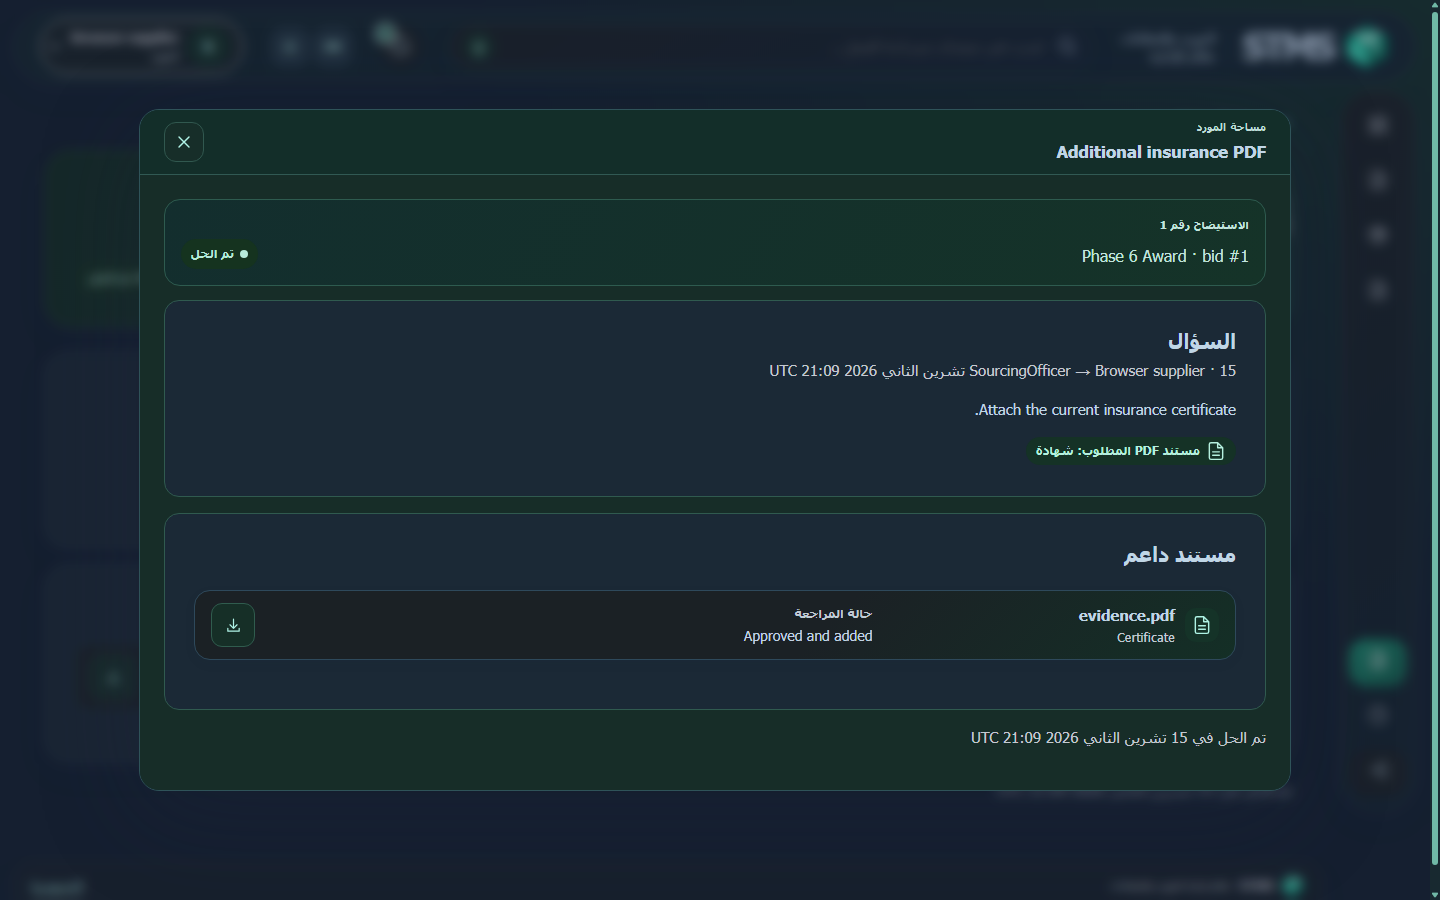 مساحة المورد
Additional insurance PDF
الاستيضاح رقم 1
Phase 6 Award · bid #1
تم الحل
السؤال
SourcingOfficer → Browser supplier · 15 تشرين الثاني 2026 21:09 UTC
Attach the current insurance certificate.
مستند PDF المطلوب: شهادة
مستند داعم
evidence.pdf
Certificate
حالة المراجعة
Approved and added
تم الحل في 15 تشرين الثاني 2026 21:09 UTC
STMS